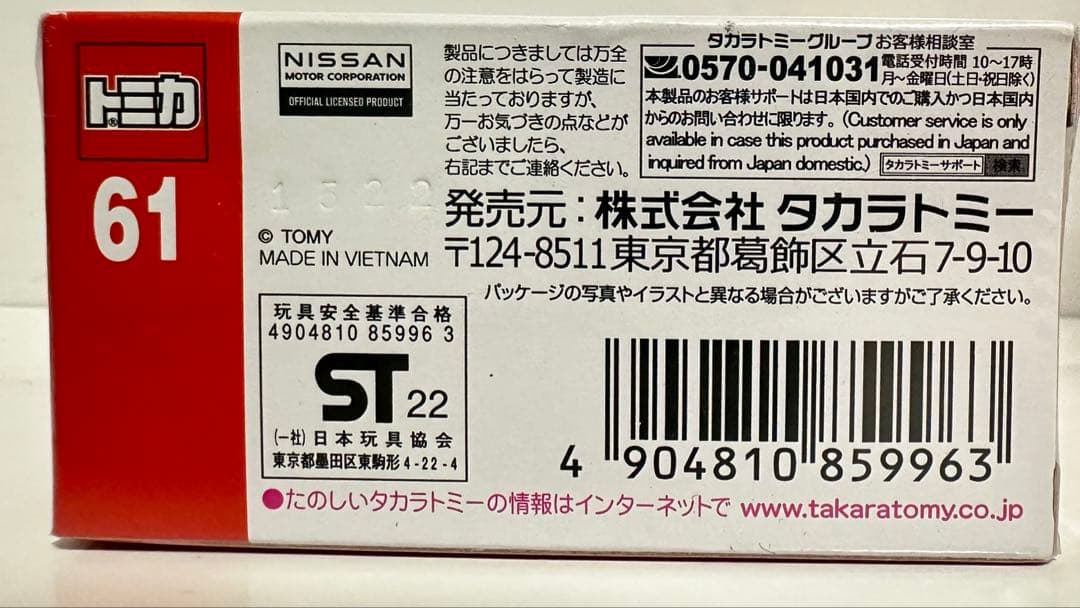 トミカ®
61
NISSAN
MOTOR CORPORATION
OFFICIAL LICENSED PRODUCT
製品につきましては万全
の注意をはらって製造に
当たっておりますが、
万一お気づきの点などが
ございましたら、
右記までご連絡ください。
タカラトミーグループお客様相談室
0570-041031 電話受付時間 10～17時
月～金曜日(土日・祝日除く)
本製品のお客様サポートは日本国内でのご購入かつ日本国内
からのお問い合わせに限ります。(Customer service is only
available in case this product purchased in Japan and
inquired from Japan domestic.) タカラトミーサポート 検索
1522
© TOMY
MADE IN VIETNAM
発売元：株式会社 タカラトミー
〒124-8511東京都葛飾区立石7-9-10
パッケージの写真やイラストと異なる場合がございますがご了承ください。
玩具安全基準合格
4904810 85996 3
ST 22
(一社)日本玩具協会
東京都墨田区東駒形4-22-4
4 904810 859963
●たのしいタカラトミーの情報はインターネットで www.takaratomy.co.jp